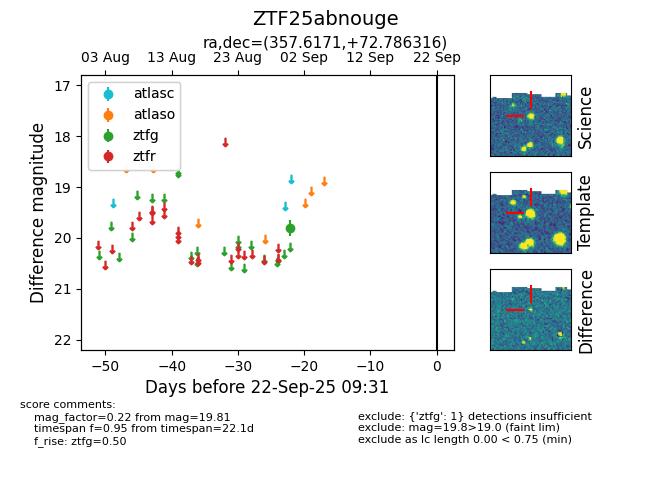 ZTF25abnouge
ra,dec=(357.6171,+72.786316)
03 Aug 13 Aug 23 Aug 02 Sep 12 Sep 22 Sep
17
18
19
20
21
22
Difference magnitude
atlasc
atlaso
ztfg
ztfr
−50 −40 −30 −20 −10 0
Days before 22-Sep-25 09:31
Science
Template
Difference
score comments:
mag_factor=0.22 from mag=19.81
timespan f=0.95 from timespan=22.1d
f_rise: ztfg=0.50
exclude: {'ztfg': 1} detections insufficient
exclude: mag=19.8>19.0 (faint lim)
exclude as lc length 0.00 < 0.75 (min)